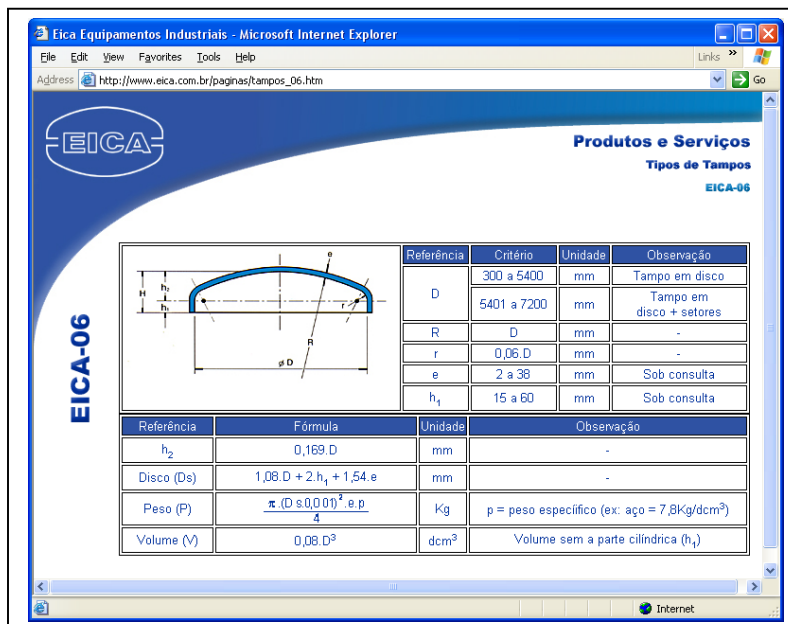 Eica Equipamentos Industriais - Microsoft Internet Explorer
File Edit View Favorites Tools Help Links »
Address http://www.eica.com.br/paginas/tampos_06.htm Go
EICA
Produtos e Serviços
Tipos de Tampos
EICA-06
EICA-06
e
H h₂ h₁ r
R
ø D
Referência Critério Unidade Observação
D 300 a 5400 mm Tampo em disco
5401 a 7200 mm Tampo em
disco + setores
R D mm -
r 0,06.D mm -
e 2 a 38 mm Sob consulta
h₁ 15 a 60 mm Sob consulta
Referência Fórmula Unidade Observação
h₂ 0,169.D mm -
Disco (Ds) 1,08.D + 2.h₁ + 1,54.e mm -
Peso (P) π.(D s.0,0 01)².e.p / 4 Kg p = peso específico (ex: aço = 7,8Kg/dcm³)
Volume (V) 0,08.D³ dcm³ Volume sem a parte cilíndrica (h₁)
Internet